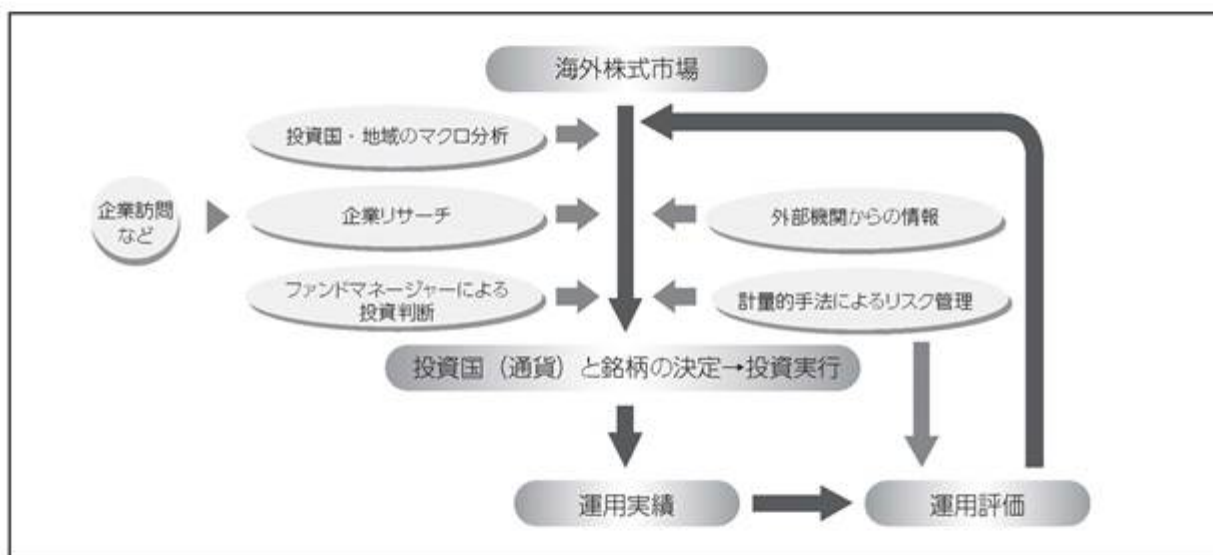 海外株式市場
投資国・地域のマクロ分析
企業訪問
など
企業リサーチ
外部機関からの情報
ファンドマネージャーによる
投資判断
計量的手法によるリスク管理
投資国（通貨）と銘柄の決定→投資実行
運用実績
運用評価